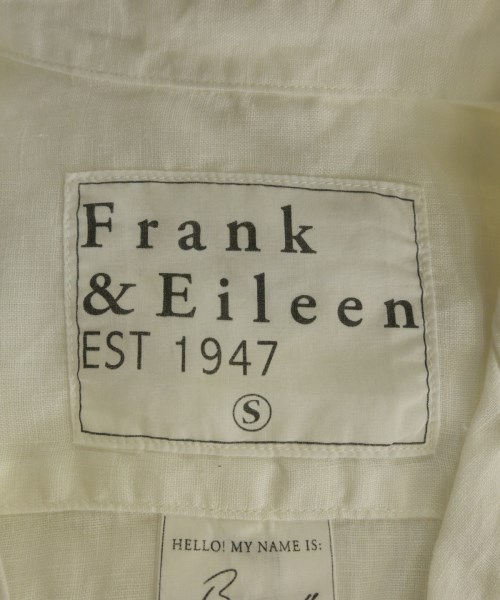 Frank
& Eileen
EST 1947
S
HELLO! MY NAME IS: